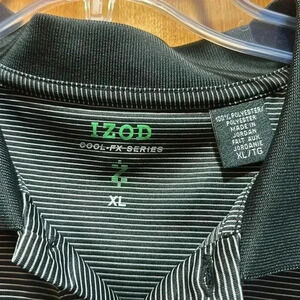 IZOD
COOL-FX SERIES
XL
100% POLYESTER/
POLYESTER
MADE IN
JORDAN
FAIT AUX
JORDANIE
XL/TG